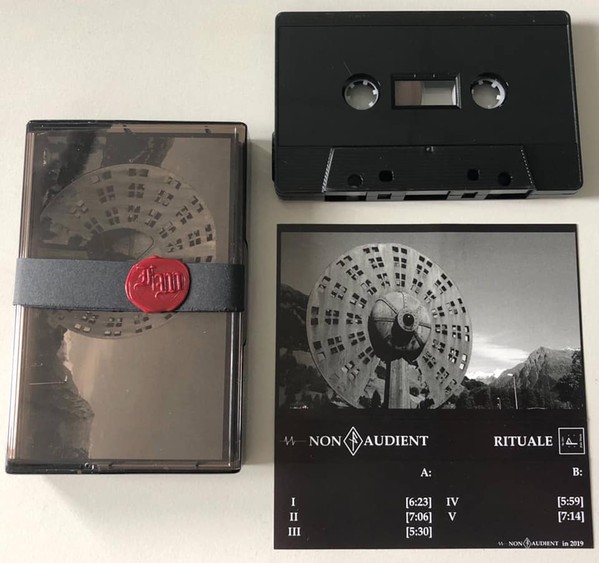 NON AUDIENT RITUALE
A: B:
I [6:23] IV [5:59]
II [7:06] V [7:14]
III [5:30]
NON AUDIENT in 2019